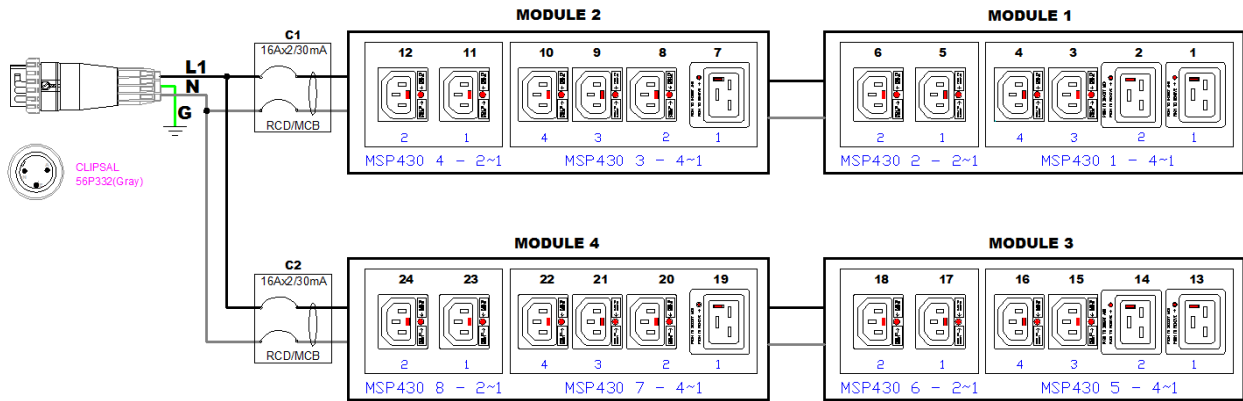 MODULE 2
MODULE 1
C1
16Ax2/30mA
L1
N
G
RCD/MCB
12 11 10 9 8 7
6 5 4 3 2 1
2 1 4 3 2 1
2 1 4 3 2 1
MSP430 4 - 2~1
MSP430 3 - 4~1
MSP430 2 - 2~1
MSP430 1 - 4~1
CLIPSAL
56P332(Gray)
MODULE 4
MODULE 3
C2
16Ax2/30mA
RCD/MCB
24 23 22 21 20 19
18 17 16 15 14 13
2 1 4 3 2 1
2 1 4 3 2 1
MSP430 8 - 2~1
MSP430 7 - 4~1
MSP430 6 - 2~1
MSP430 5 - 4~1